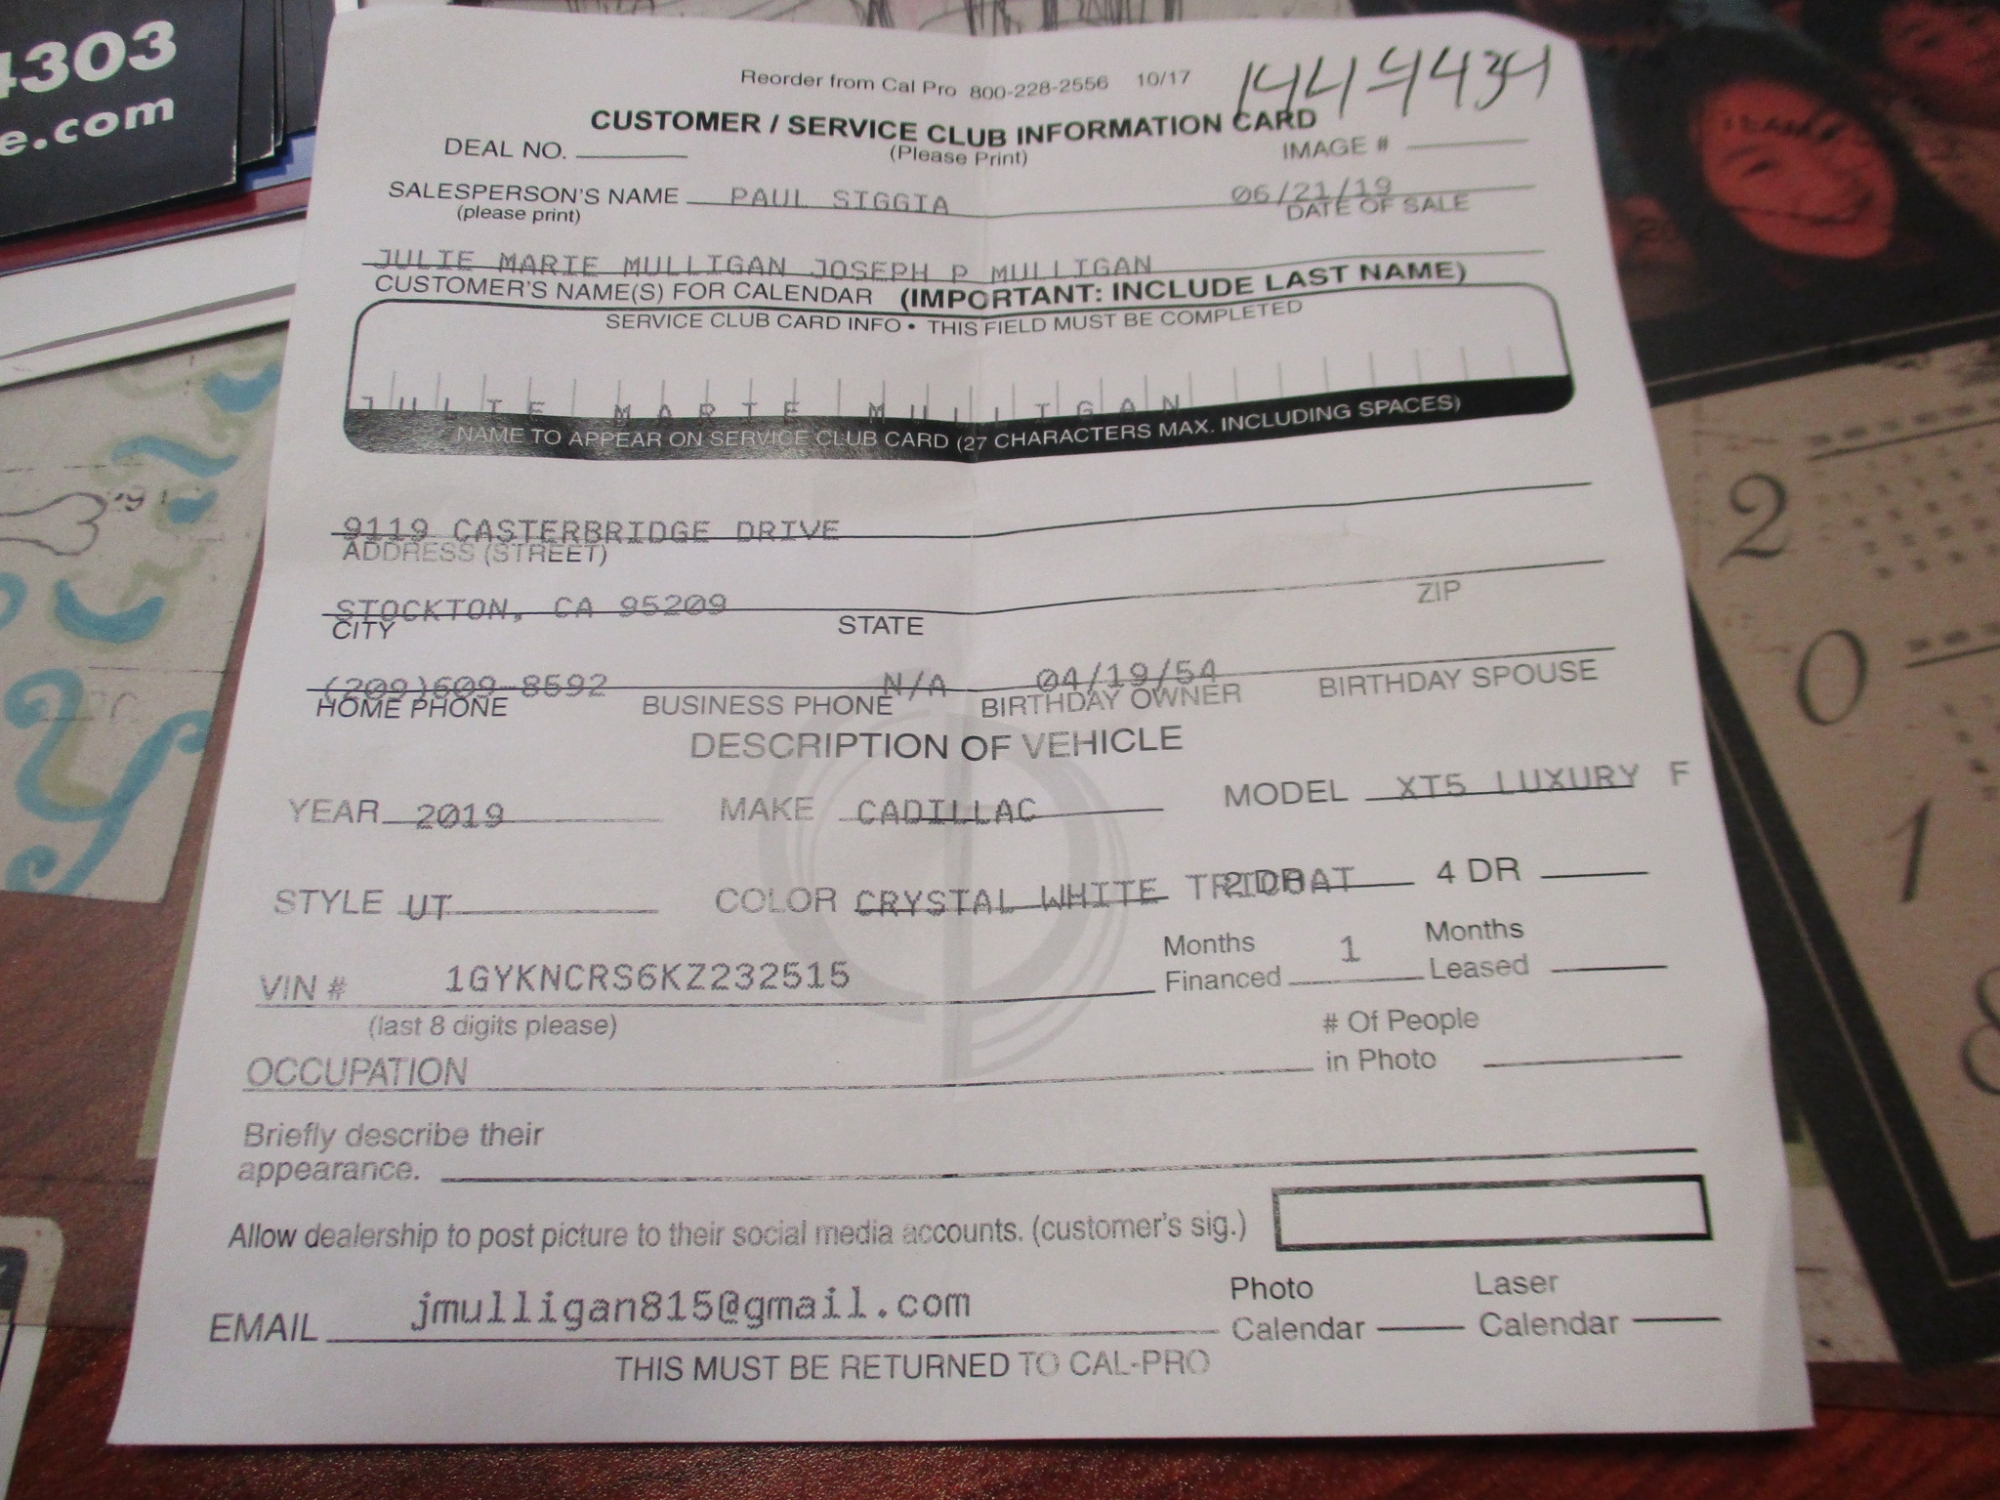 4303
e.com
Reorder from Cal Pro 800-228-2556 10/17
CUSTOMER / SERVICE CLUB INFORMATION CARD
DEAL NO. (Please Print) IMAGE #
SALESPERSON'S NAME PAUL SIGGIA 06/21/19
(please print) DATE OF SALE
JULIE MARIE MULLIGAN JOSEPH P MULLIGAN
CUSTOMER'S NAME(S) FOR CALENDAR (IMPORTANT: INCLUDE LAST NAME)
SERVICE CLUB CARD INFO • THIS FIELD MUST BE COMPLETED
JULIE MARIE MULLIGAN
NAME TO APPEAR ON SERVICE CLUB CARD (27 CHARACTERS MAX. INCLUDING SPACES)
9119 CASTERBRIDGE DRIVE
ADDRESS (STREET)
STOCKTON, CA 95209
CITY STATE ZIP
(209)609-8592 N/A 04/19/54
HOME PHONE BUSINESS PHONE BIRTHDAY OWNER BIRTHDAY SPOUSE
DESCRIPTION OF VEHICLE
YEAR 2019 MAKE CADILLAC MODEL XT5 LUXURY F
STYLE UT COLOR CRYSTAL WHITE TRICOAT 2 DR 4 DR
VIN # 1GYKNCRS6KZ232515 Months Financed 1 Months Leased
(last 8 digits please)
OCCUPATION # Of People in Photo
Briefly describe their
appearance.
Allow dealership to post picture to their social media accounts. (customer's sig.)
EMAIL jmulligan815@gmail.com Photo Calendar Laser Calendar
THIS MUST BE RETURNED TO CAL-PRO
2
0
1
8